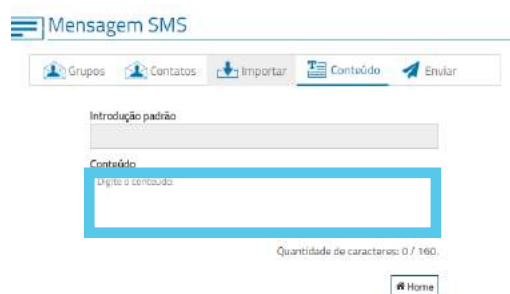 Mensagem SMS
Grupos Contatos Importar Conteúdo Enviar
Introdução padrão
Conteúdo
Digite o conteúdo:
Quantidade de caracteres: 0 / 160.
Home